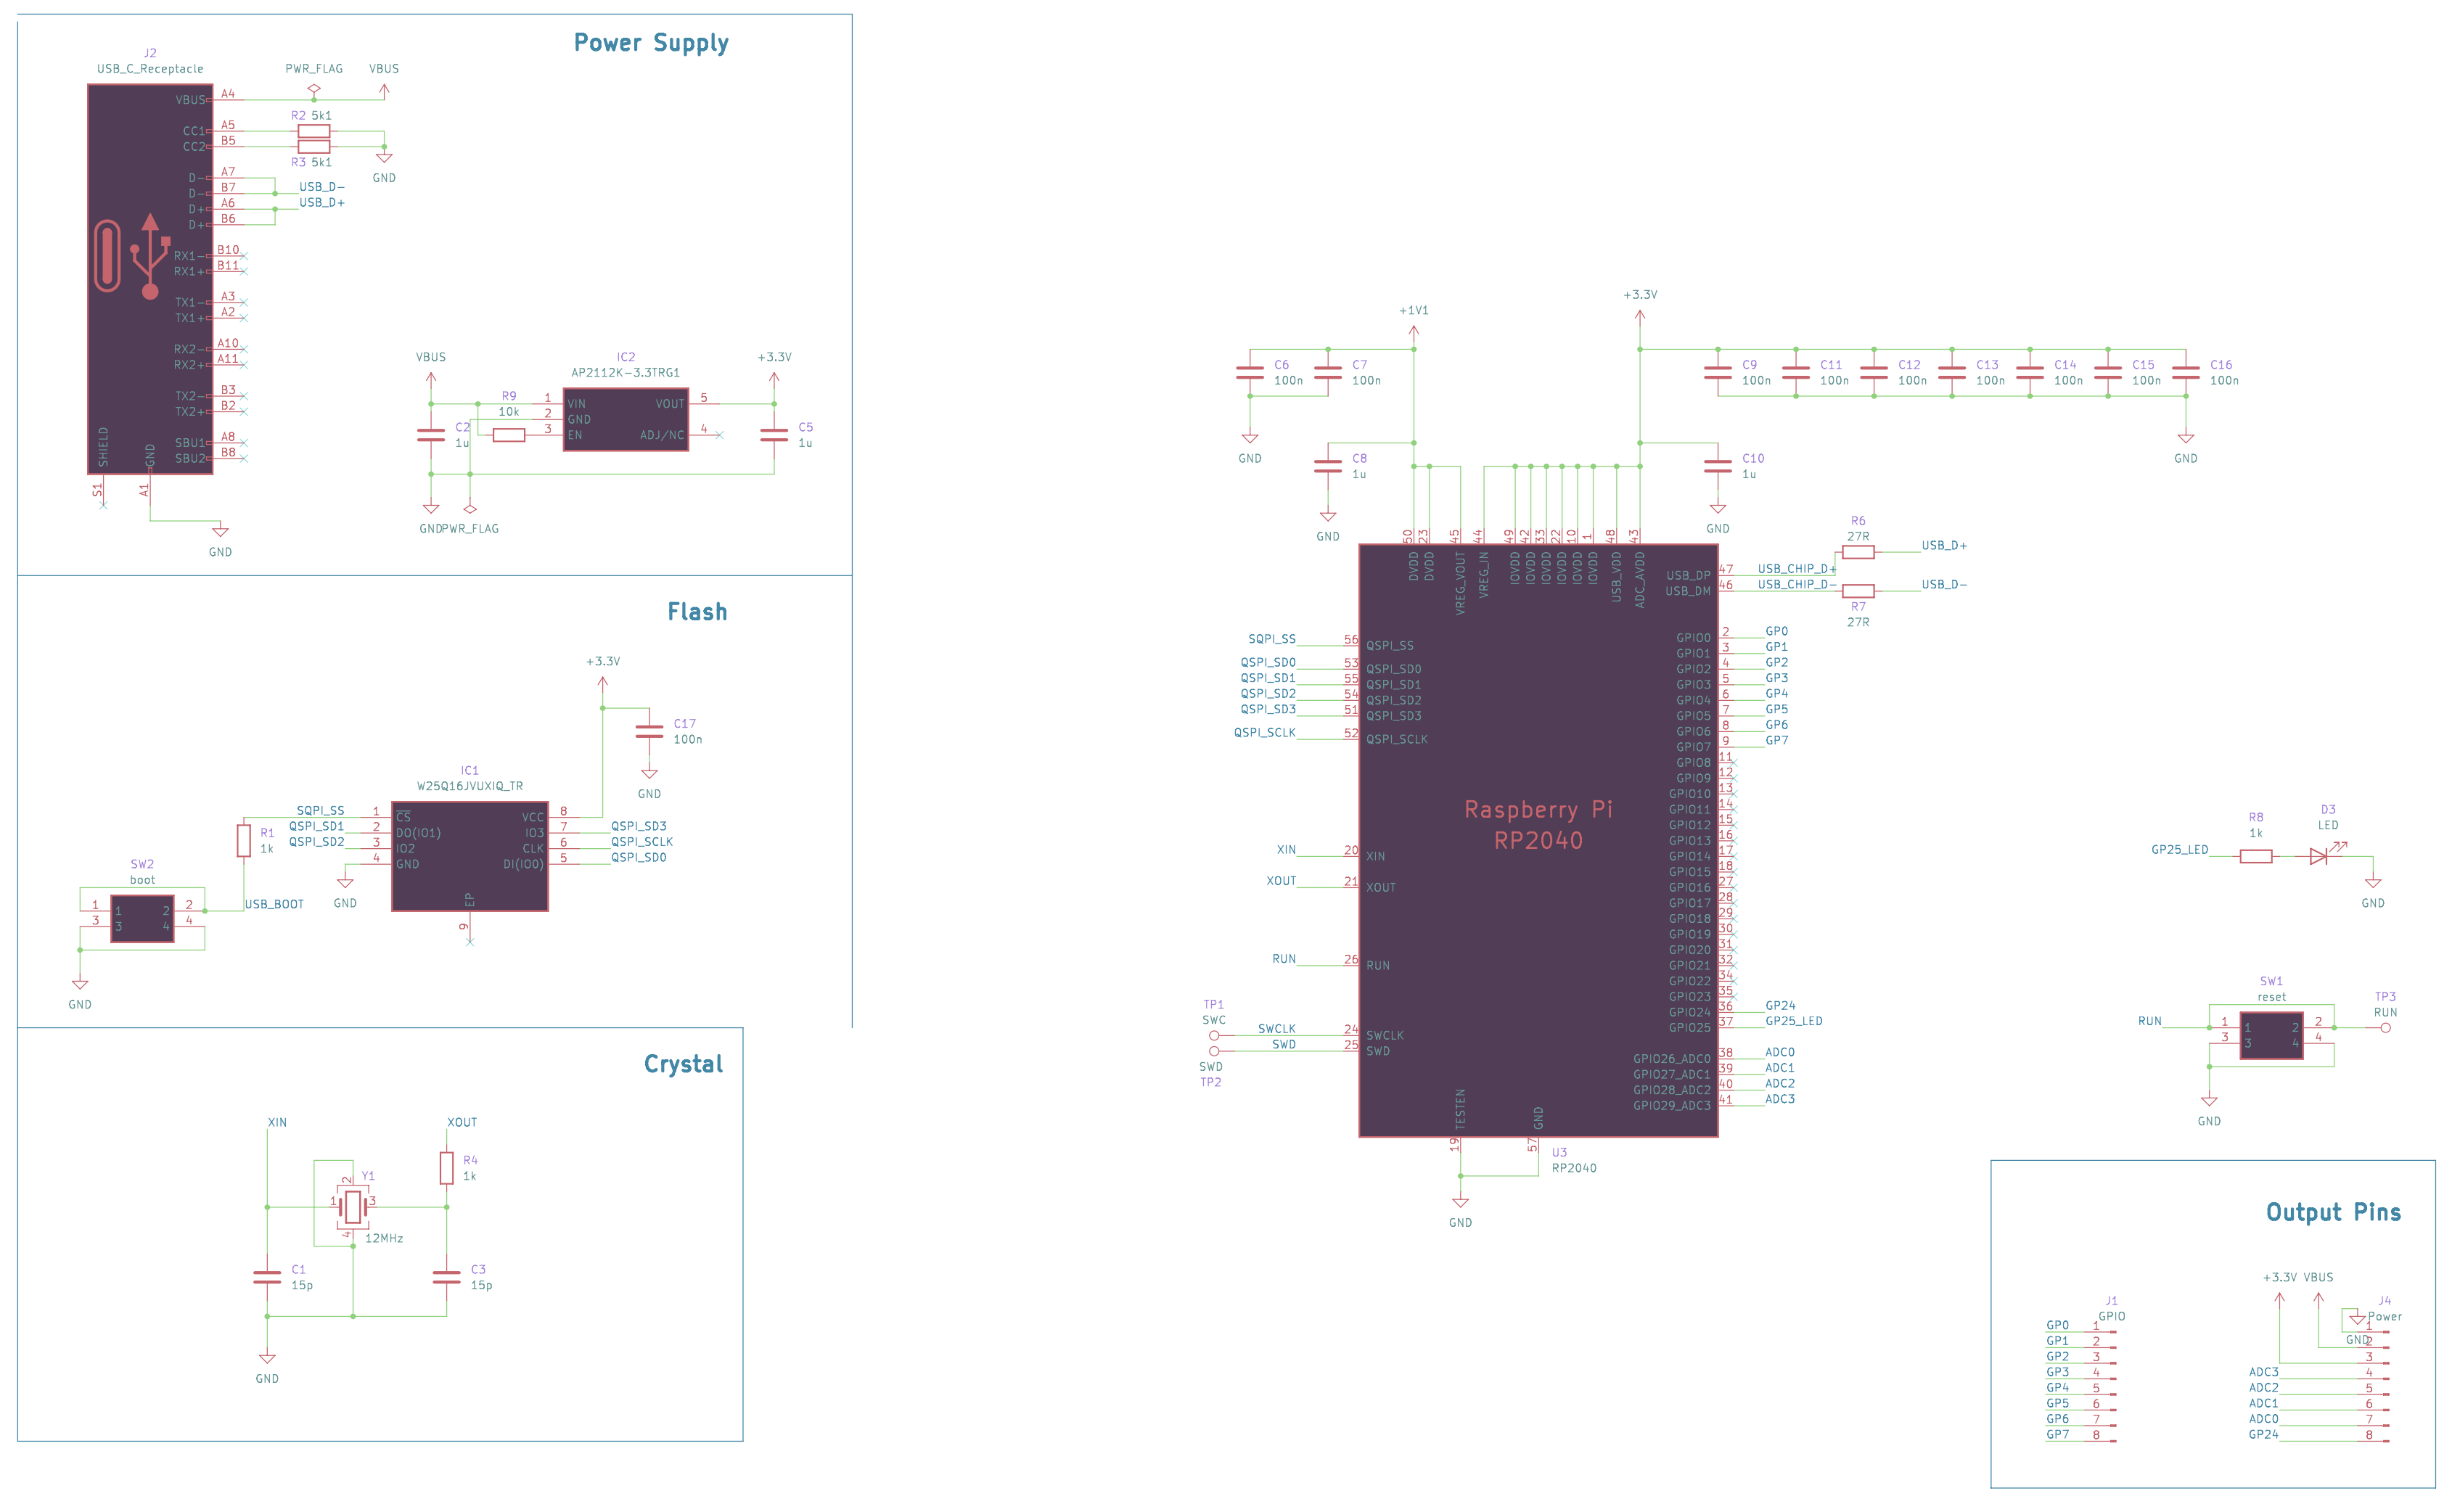 Power Supply
J2
USB_C_Receptacle
PWR_FLAG
VBUS
VBUS A4
R2 5k1
CC1 A5
CC2 B5
R3 5k1
GND
D- A7
D- B7 USB_D-
D+ A6 USB_D+
D+ B6
RX1- B10
RX1+ B11
TX1- A3
TX1+ A2
RX2- A10
RX2+ A11
TX2- B3
TX2+ B2
SBU1 A8
SBU2 B8
SHIELD GND
S1 A1
GND
VBUS
IC2
AP2112K-3.3TRG1
+3.3V
R9
10k
1 VIN VOUT 5
2 GND
3 EN ADJ/NC 4
C2
1u
C5
1u
GND
PWR_FLAG
Flash
+3.3V
C17
100n
GND
IC1
W25Q16JVUXIQ_TR
SQPI_SS 1 CS VCC 8
QSPI_SD1 2 DO(IO1) IO3 7 QSPI_SD3
QSPI_SD2 3 IO2 CLK 6 QSPI_SCLK
4 GND DI(IO0) 5 QSPI_SD0
EP
9
GND
R1
1k
SW2
boot
1 1 2 2
3 3 4 4
USB_BOOT
GND
Crystal
XIN
XOUT
R4
1k
Y1
2
1 3
4
12MHz
C1
15p
C3
15p
GND
+1V1
+3.3V
C6
100n
C7
100n
GND
C8
1u
GND
C9
100n
C11
100n
C12
100n
C13
100n
C14
100n
C15
100n
C16
100n
GND
C10
1u
GND
50 23 45 44 49 42 33 22 10 1 48 43
DVDD DVDD VREG_VOUT VREG_IN IOVDD IOVDD IOVDD IOVDD IOVDD IOVDD USB_VDD ADC_AVDD
R6
27R
USB_D+
USB_DP 47 USB_CHIP_D+
USB_DM 46 USB_CHIP_D-
USB_D-
R7
27R
SQPI_SS 56 QSPI_SS
QSPI_SD0 53 QSPI_SD0
QSPI_SD1 55 QSPI_SD1
QSPI_SD2 54 QSPI_SD2
QSPI_SD3 51 QSPI_SD3
QSPI_SCLK 52 QSPI_SCLK
XIN 20 XIN
XOUT 21 XOUT
RUN 26 RUN
TP1
SWC
SWCLK 24 SWCLK
SWD 25 SWD
SWD
TP2
Raspberry Pi
RP2040
GPIO0 2 GP0
GPIO1 3 GP1
GPIO2 4 GP2
GPIO3 5 GP3
GPIO4 6 GP4
GPIO5 7 GP5
GPIO6 8 GP6
GPIO7 9 GP7
GPIO8 11
GPIO9 12
GPIO10 13
GPIO11 14
GPIO12 15
GPIO13 16
GPIO14 17
GPIO15 18
GPIO16 27
GPIO17 28
GPIO18 29
GPIO19 30
GPIO20 31
GPIO21 32
GPIO22 34
GPIO23 35
GPIO24 36 GP24
GPIO25 37 GP25_LED
GPIO26_ADC0 38 ADC0
GPIO27_ADC1 39 ADC1
GPIO28_ADC2 40 ADC2
GPIO29_ADC3 41 ADC3
TESTEN GND
19 57
U3
RP2040
GND
GP25_LED
R8
1k
D3
LED
GND
SW1
reset
TP3
RUN
RUN
1 1 2 2
3 3 4 4
GND
Output Pins
J1
GPIO
GP0 1
GP1 2
GP2 3
GP3 4
GP4 5
GP5 6
GP6 7
GP7 8
+3.3V VBUS
J4
Power
GND
1
2
3
ADC3 4
ADC2 5
ADC1 6
ADC0 7
GP24 8